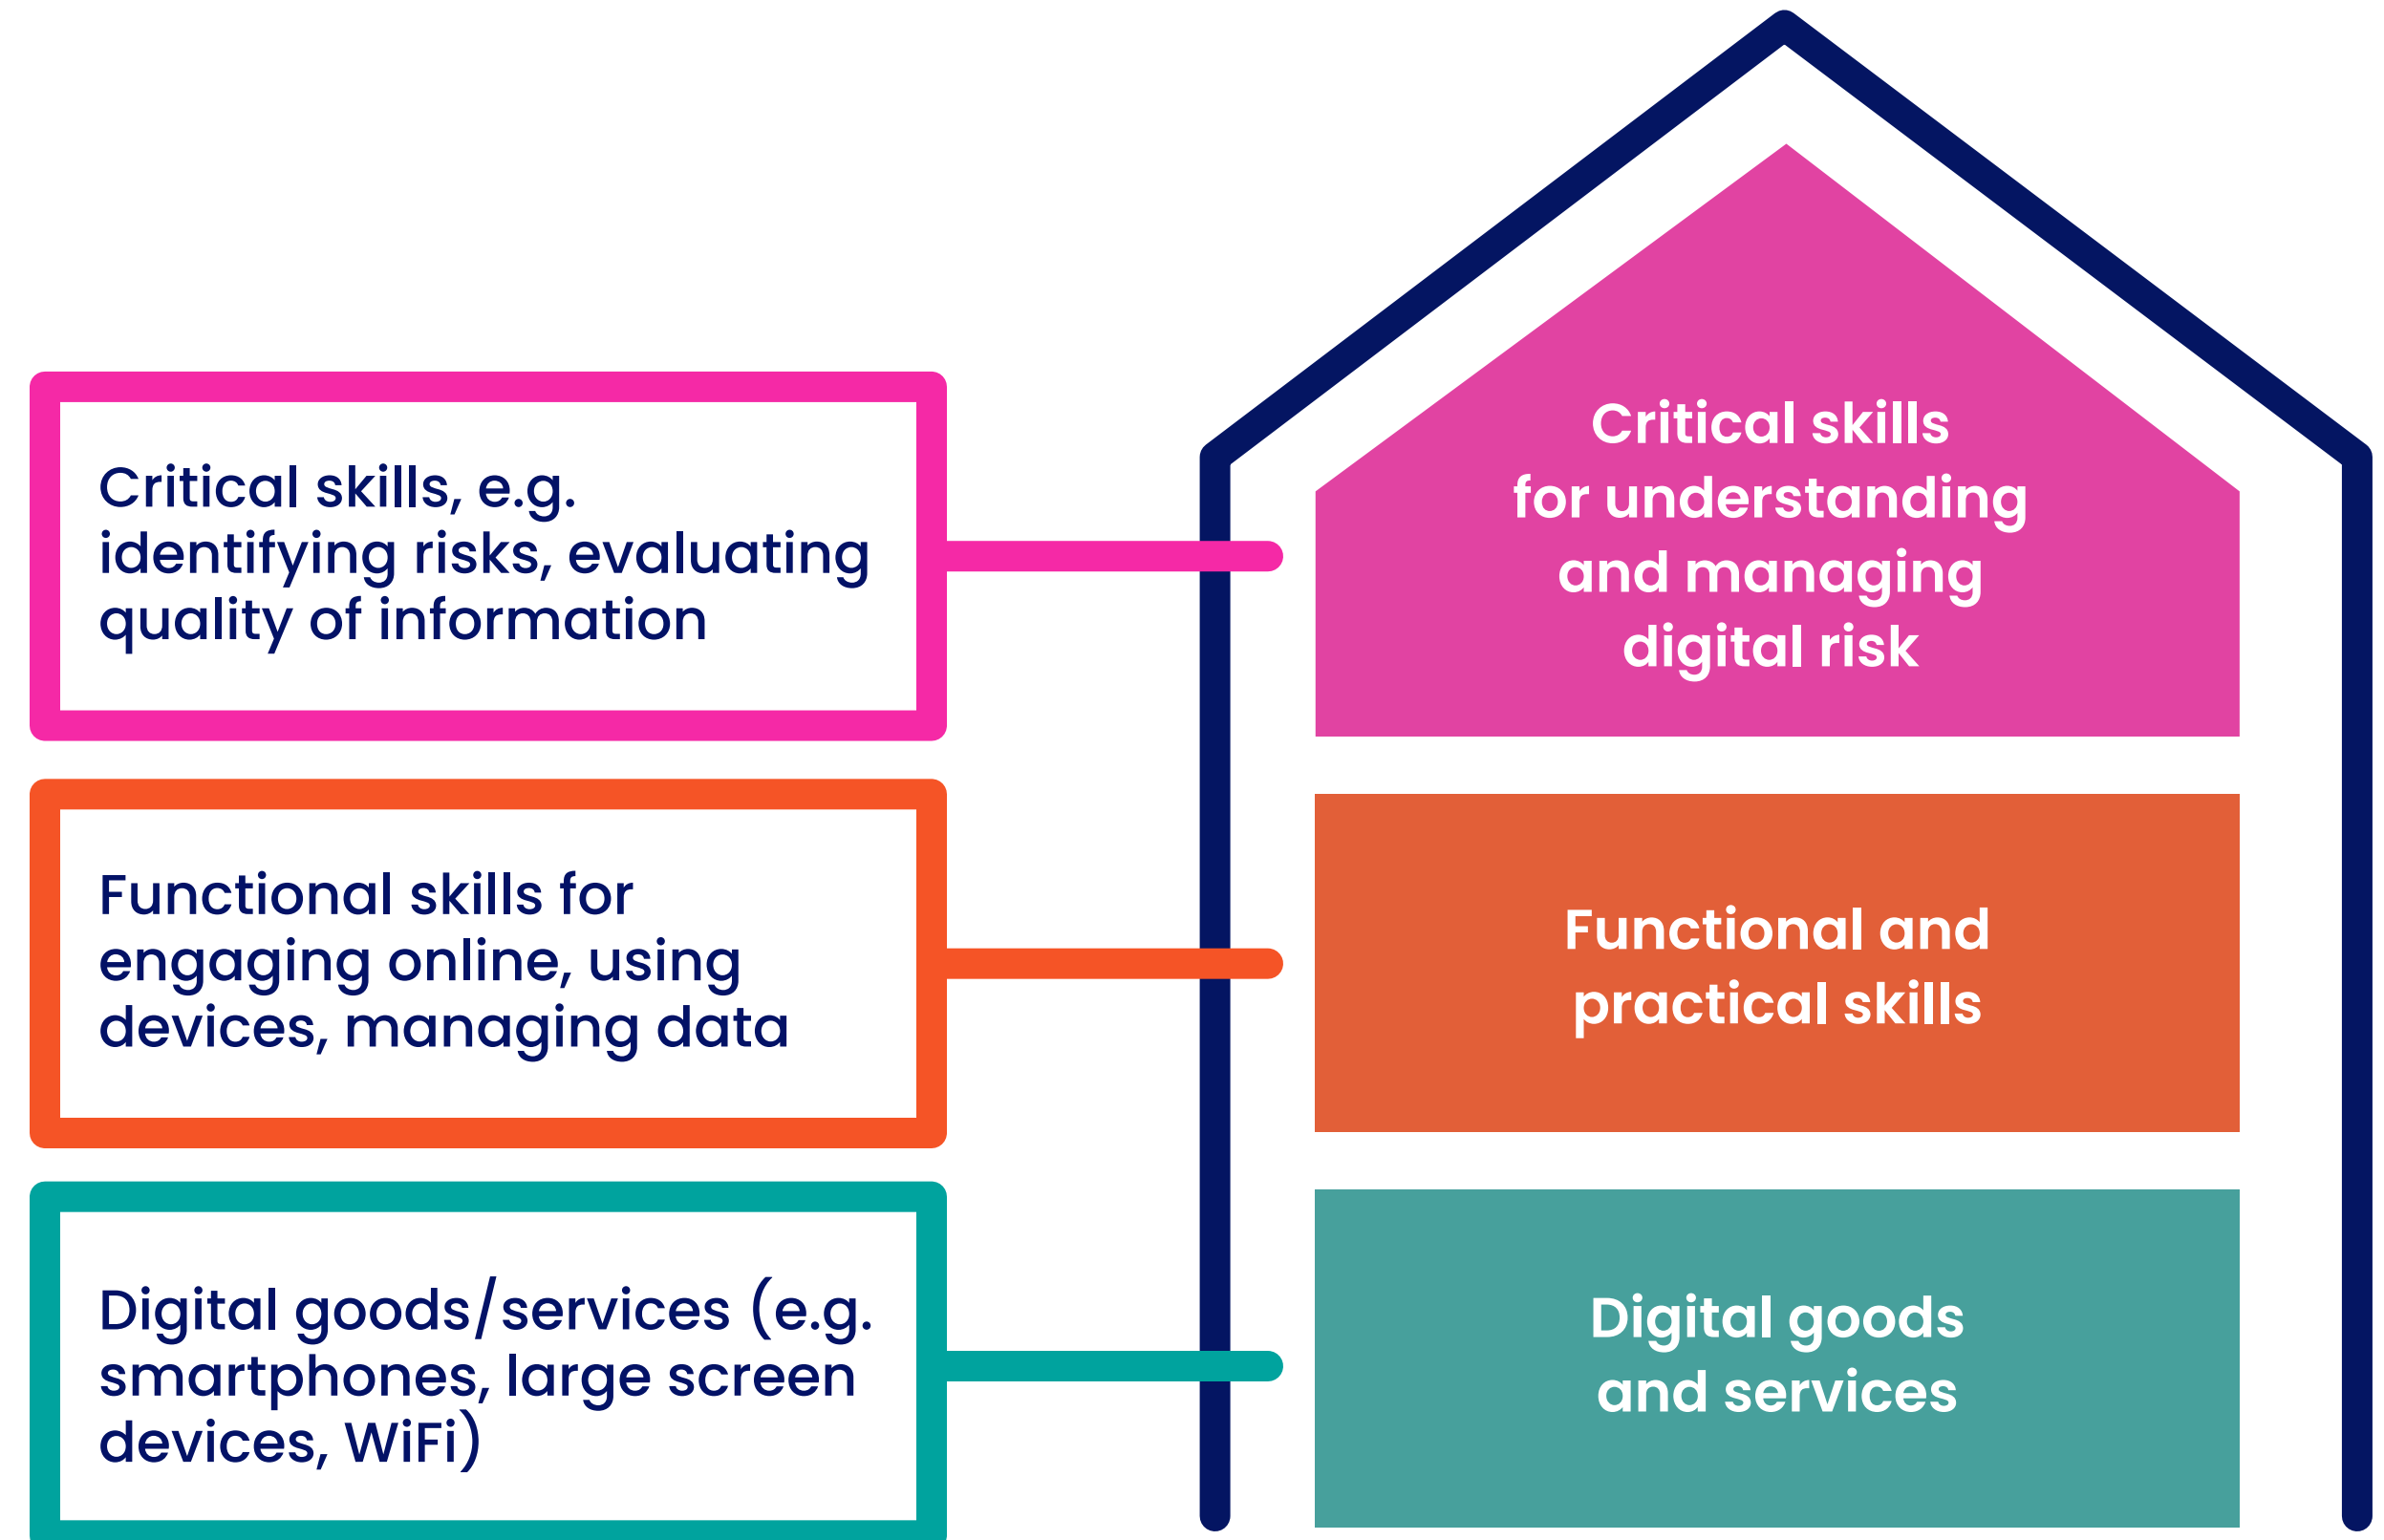 Critical skills, e.g.
identifying risks, evaluating
quality of information
Critical skills
for understanding
and managing
digital risk
Functional skills for
engaging online, using
devices, managing data
Functional and
practical skills
Digital goods/services (e.g.
smartphones, large screen
devices, WiFi)
Digital goods
and services